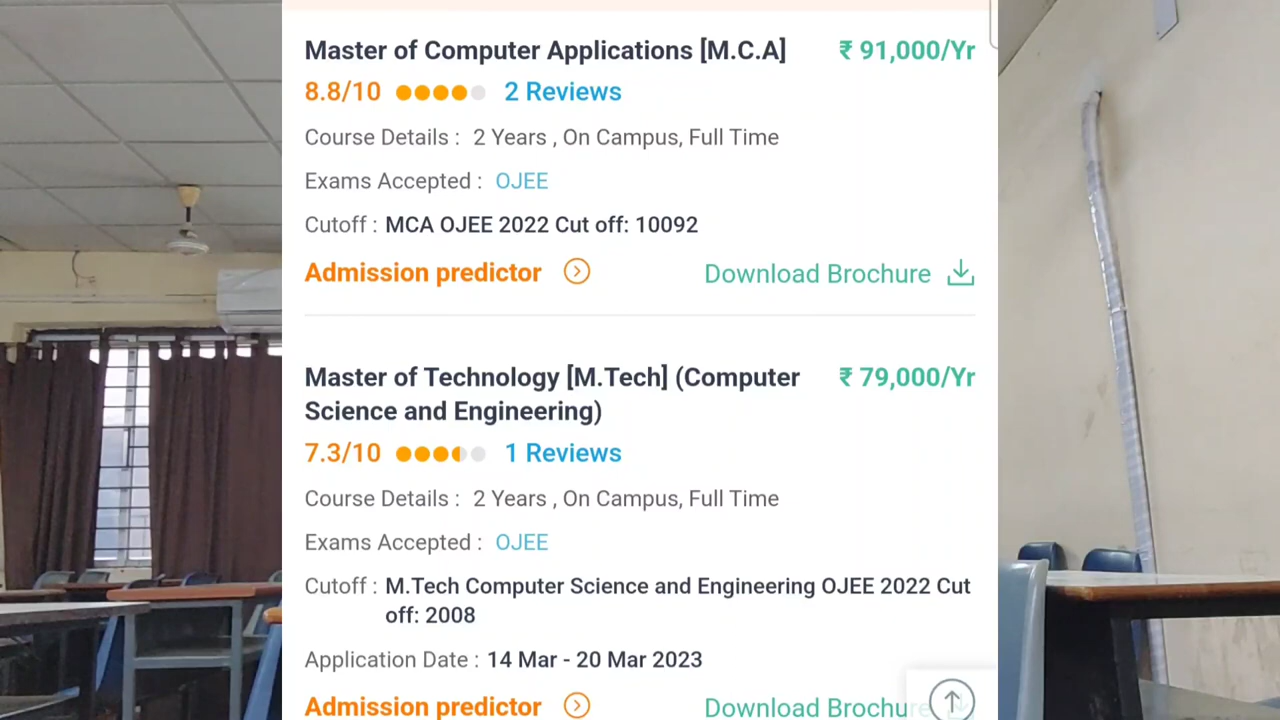 Master of Computer Applications [M.C.A] ₹ 91,000/Yr
8.8/10 2 Reviews
Course Details : 2 Years , On Campus, Full Time
Exams Accepted : OJEE
Cutoff : MCA OJEE 2022 Cut off: 10092
Admission predictor Download Brochure
Master of Technology [M.Tech] (Computer ₹ 79,000/Yr
Science and Engineering)
7.3/10 1 Reviews
Course Details : 2 Years , On Campus, Full Time
Exams Accepted : OJEE
Cutoff : M.Tech Computer Science and Engineering OJEE 2022 Cut
off: 2008
Application Date : 14 Mar - 20 Mar 2023
Admission predictor Download Brochure